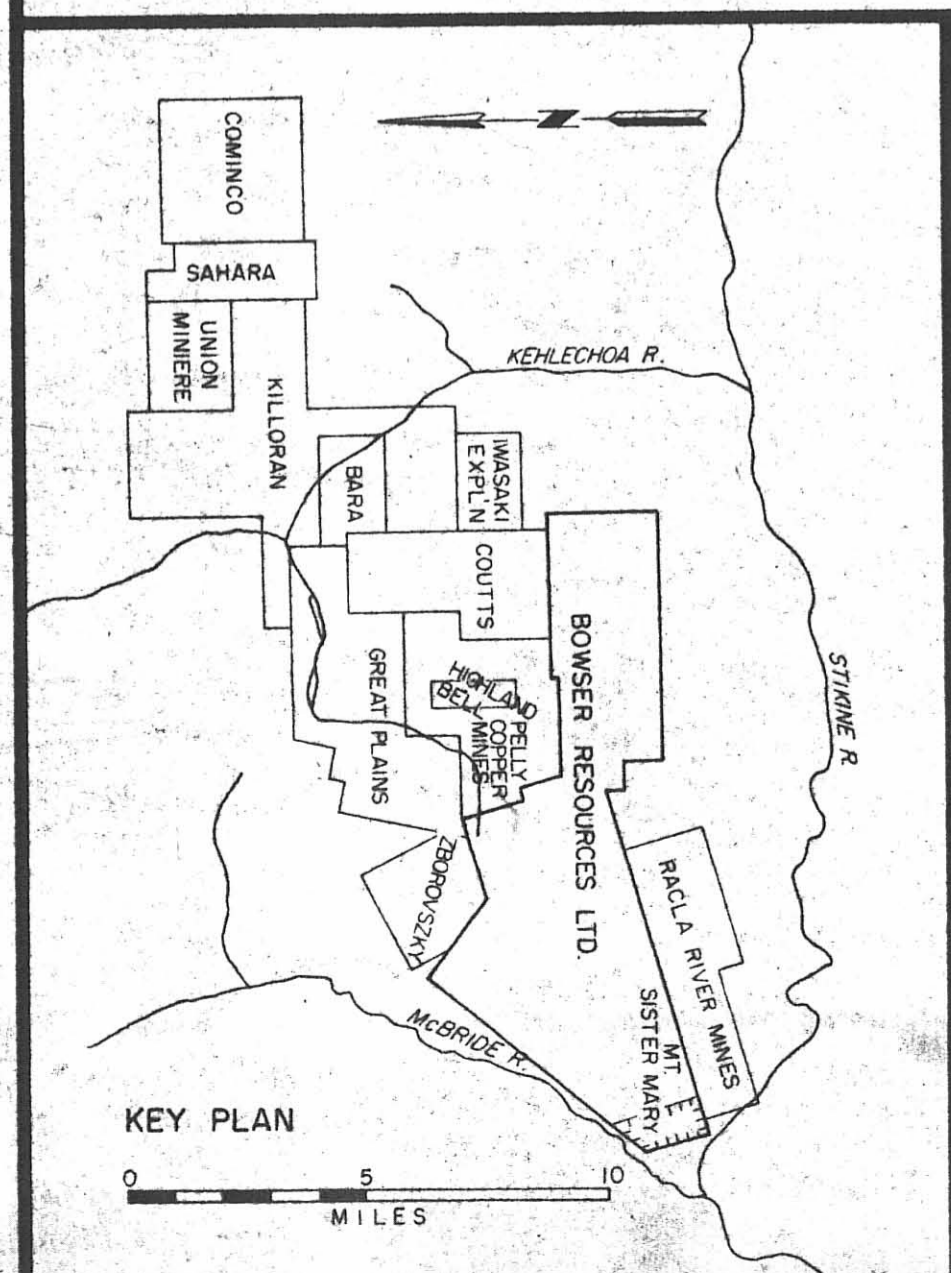 COMINCO
SAHARA
UNION
MINIERE
KILLORAN
KEHLECHOA R.
BARA
IWASAKI
EXPL'N
COUTTS
BOWSER RESOURCES LTD.
STIKINE R.
GREAT PLAINS
HIGHLAND
BELL
PELLY
COPPER
MINES
ZBOROVSZKY
RACLA RIVER MINES
MT.
SISTER MARY
McBRIDE R.
KEY PLAN
0 5 10
MILES
N